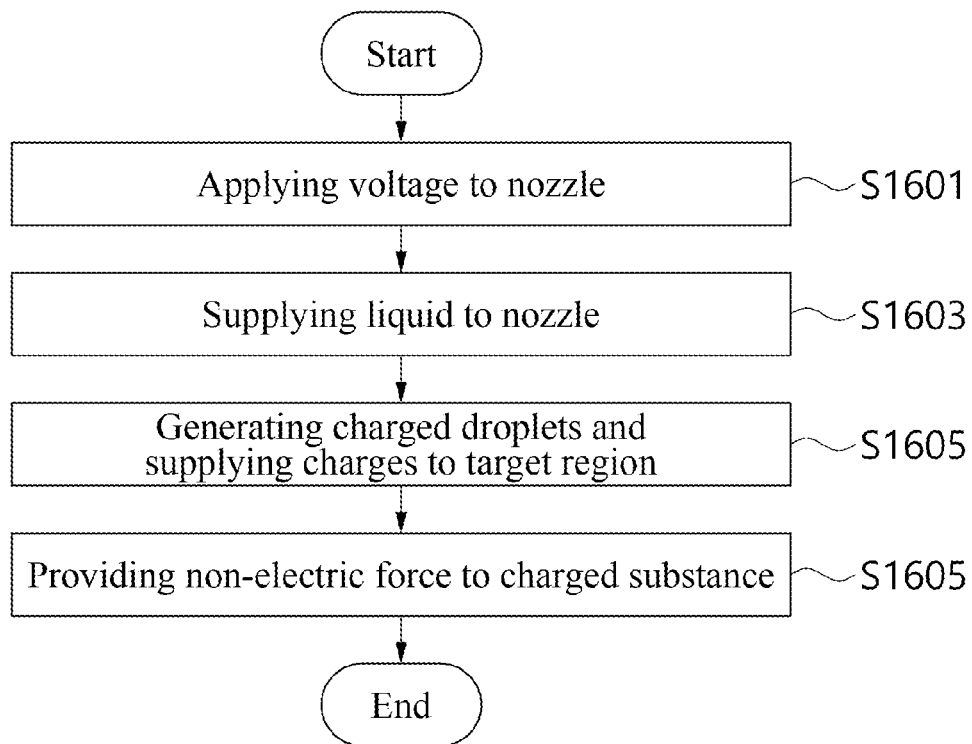 Start
Applying voltage to nozzle S1601
Supplying liquid to nozzle S1603
Generating charged droplets and
supplying charges to target region S1605
Providing non-electric force to charged substance S1605
End